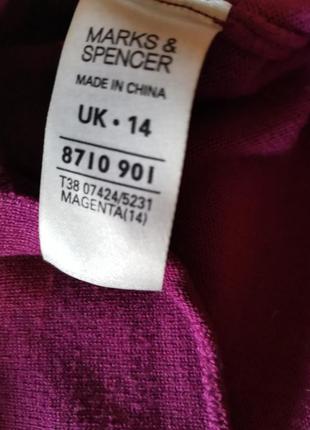 MARKS &
SPENCER
MADE IN CHINA
UK • 14
8710 901
T38 07424/5231
MAGENTA(14)